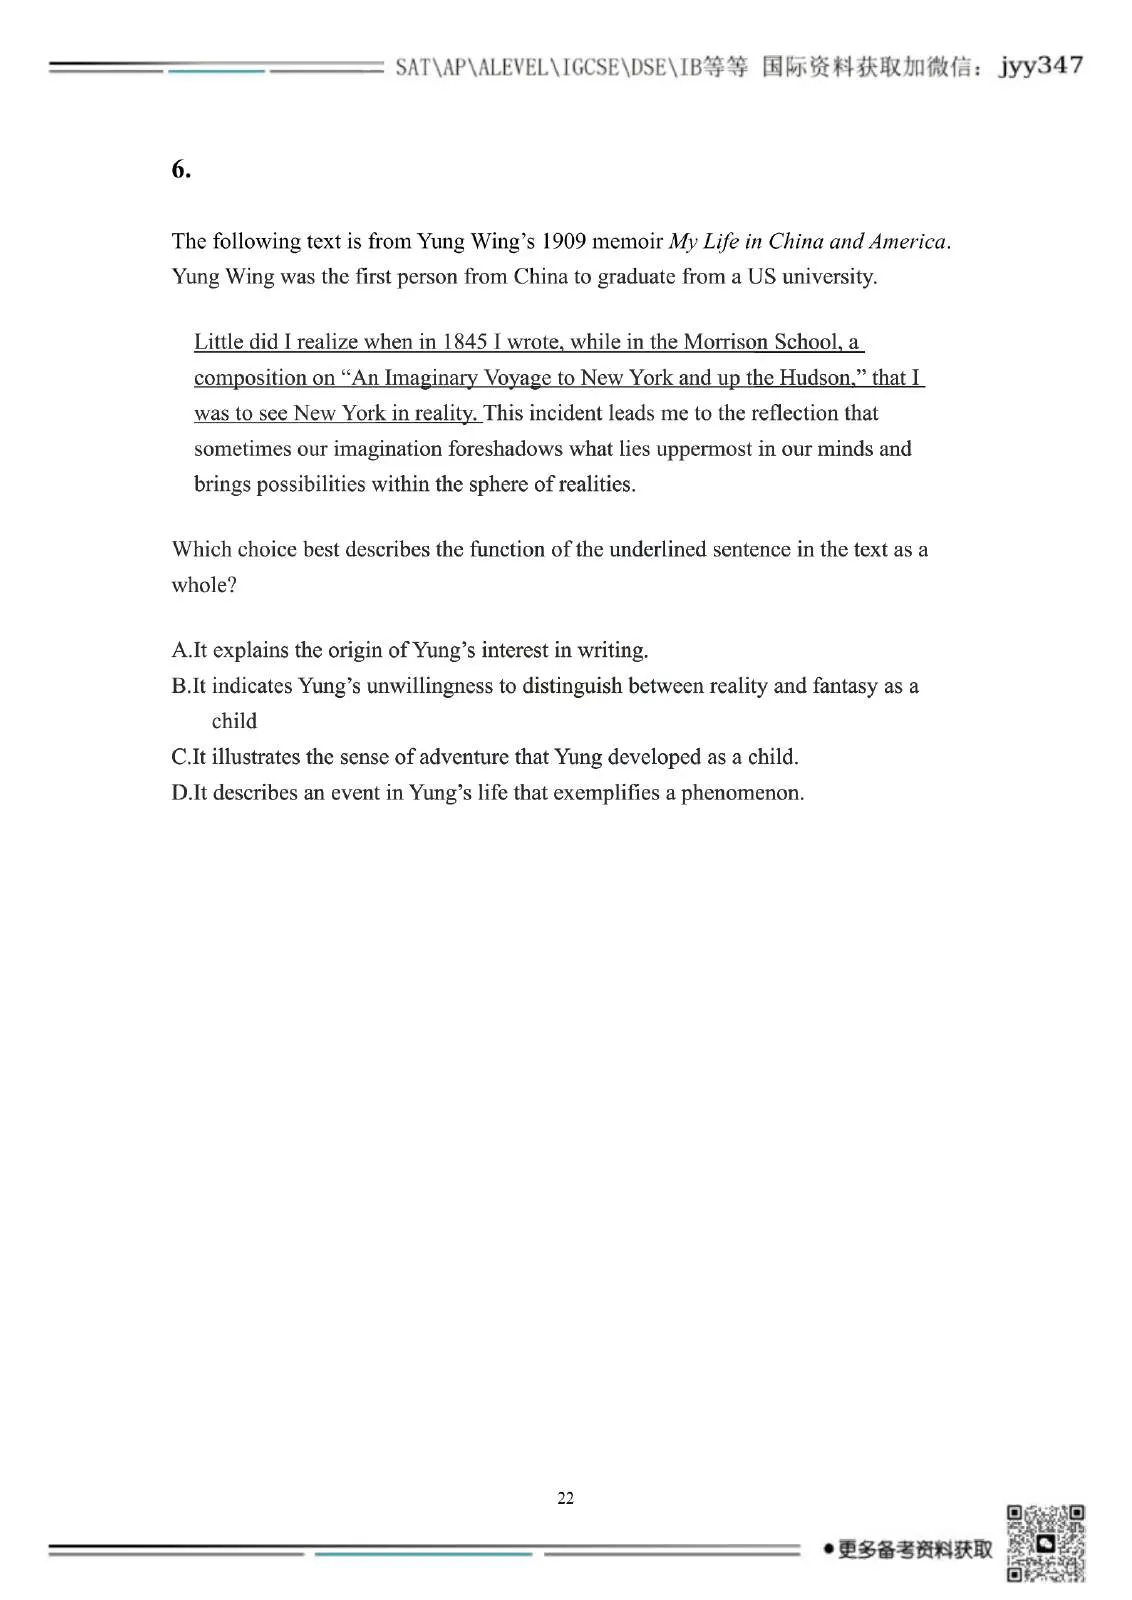 SAT\AP\ALEVEL\IGCSE\DSE\IB等等 国际资料获取加微信：jyy347
6.
The following text is from Yung Wing’s 1909 memoir My Life in China and America.
Yung Wing was the first person from China to graduate from a US university.
Little did I realize when in 1845 I wrote, while in the Morrison School, a
composition on “An Imaginary Voyage to New York and up the Hudson,” that I
was to see New York in reality. This incident leads me to the reflection that
sometimes our imagination foreshadows what lies uppermost in our minds and
brings possibilities within the sphere of realities.
Which choice best describes the function of the underlined sentence in the text as a
whole?
A.It explains the origin of Yung’s interest in writing.
B.It indicates Yung’s unwillingness to distinguish between reality and fantasy as a
child
C.It illustrates the sense of adventure that Yung developed as a child.
D.It describes an event in Yung’s life that exemplifies a phenomenon.
22
●更多备考资料获取